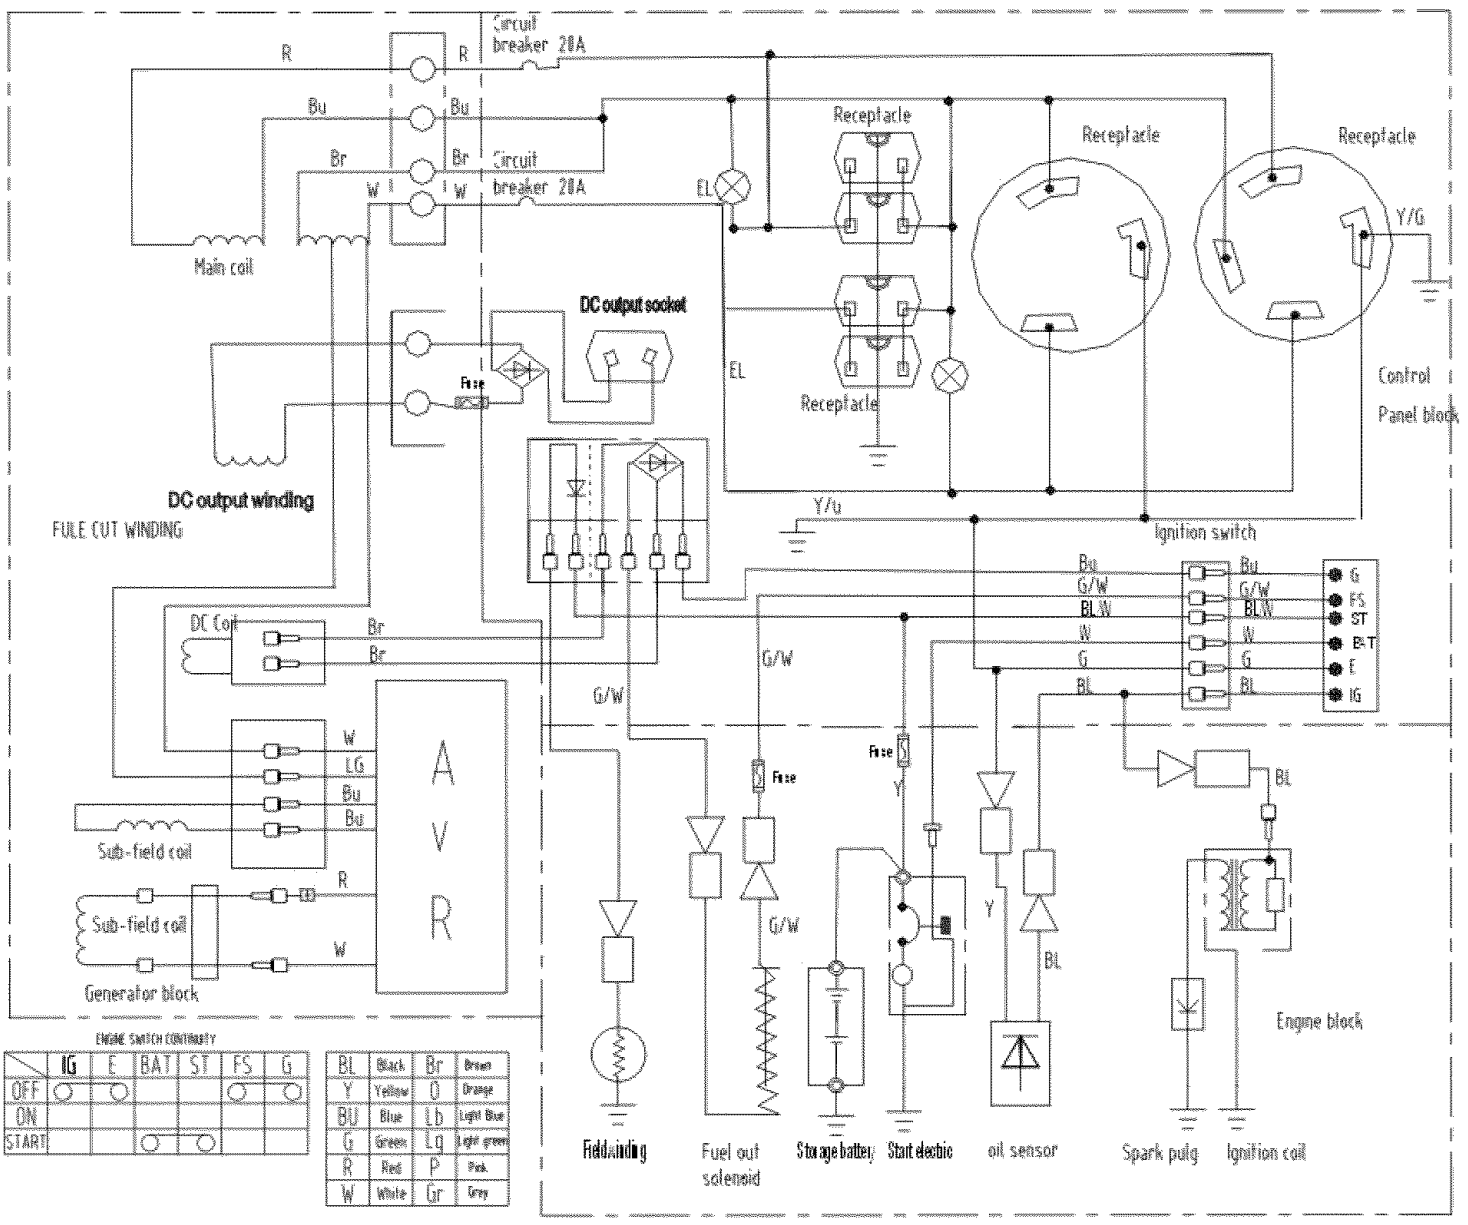 Circuit
breaker 20A
R
R
Bu
Bu
Br
Br
Circuit
breaker 20A
W
W
Main coil
Receptacle
Receptacle
Receptacle
EL
Y/G
DC output socket
Fuse
EL
Receptacle
Control
Panel block
DC output winding
FULE CUT WINDING
Y/u
Ignition switch
Bu
Bu
G
G/W
G/W
FS
BL/W
BL/W
ST
W
W
BAT
G
G
E
BL
BL
IG
DC Coil
Br
Br
G/W
G/W
A
V
R
W
LG
Bu
Bu
Sub-field coil
R
Sub-field coil
W
Generator block
Fuse
Fuse
Y
BL
G/W
Y
BL
Engine block
ENGINE SWITCH CONTINUITY
IG E BAT ST FS G
OFF
ON
START
BL Black Br Brown
Y Yellow O Orange
BU Blue Lb Light Blue
G Green Lq Light green
R Red P Pink
W White Gr Grey
Fieldwinding
Fuel out
solenoid
Storage battery
Start electric
oil sensor
Spark pulg
Ignition coil